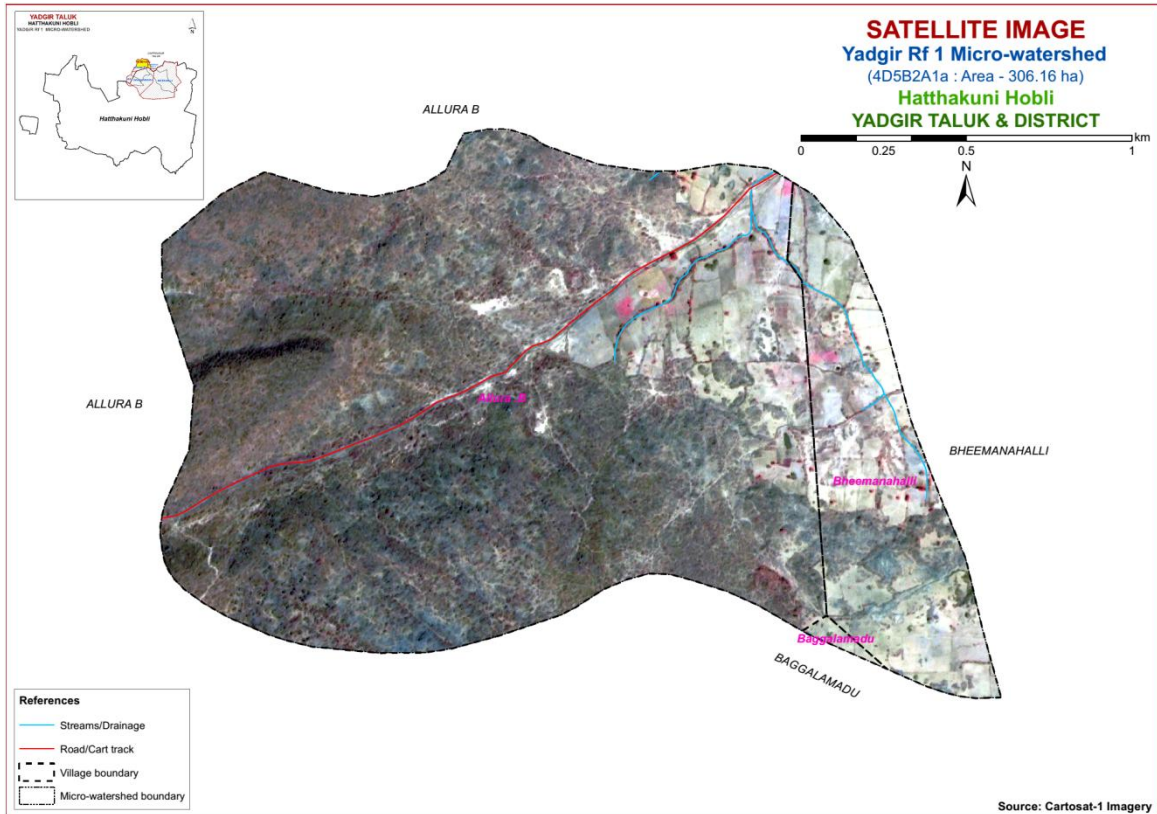 YADGIR TALUK
HATTHAKUNI HOBLI
YADGIR Rf 1 MICRO-WATERSHED
N
Hatthakuni Hobli
SATELLITE IMAGE
Yadgir Rf 1 Micro-watershed
(4D5B2A1a : Area - 306.16 ha)
Hatthakuni Hobli
YADGIR TALUK & DISTRICT
km
0 0.25 0.5 1
N
ALLURA B
ALLURA B
Allura B
BHEEMANAHALLI
Bheemanahalli
Baggalamadu
BAGGALAMADU
References
Streams/Drainage
Road/Cart track
Village boundary
Micro-watershed boundary
Source: Cartosat-1 Imagery